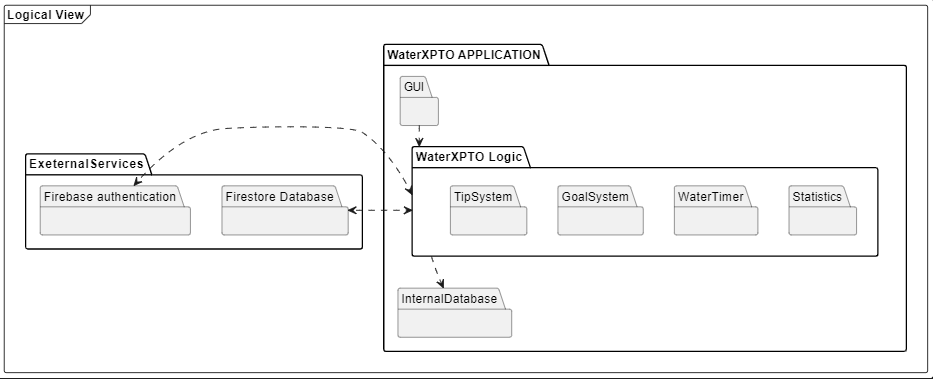 Logical View
WaterXPTO APPLICATION
GUI
ExeternalServices
WaterXPTO Logic
Firebase authentication
Firestore Database
TipSystem
GoalSystem
WaterTimer
Statistics
InternalDatabase